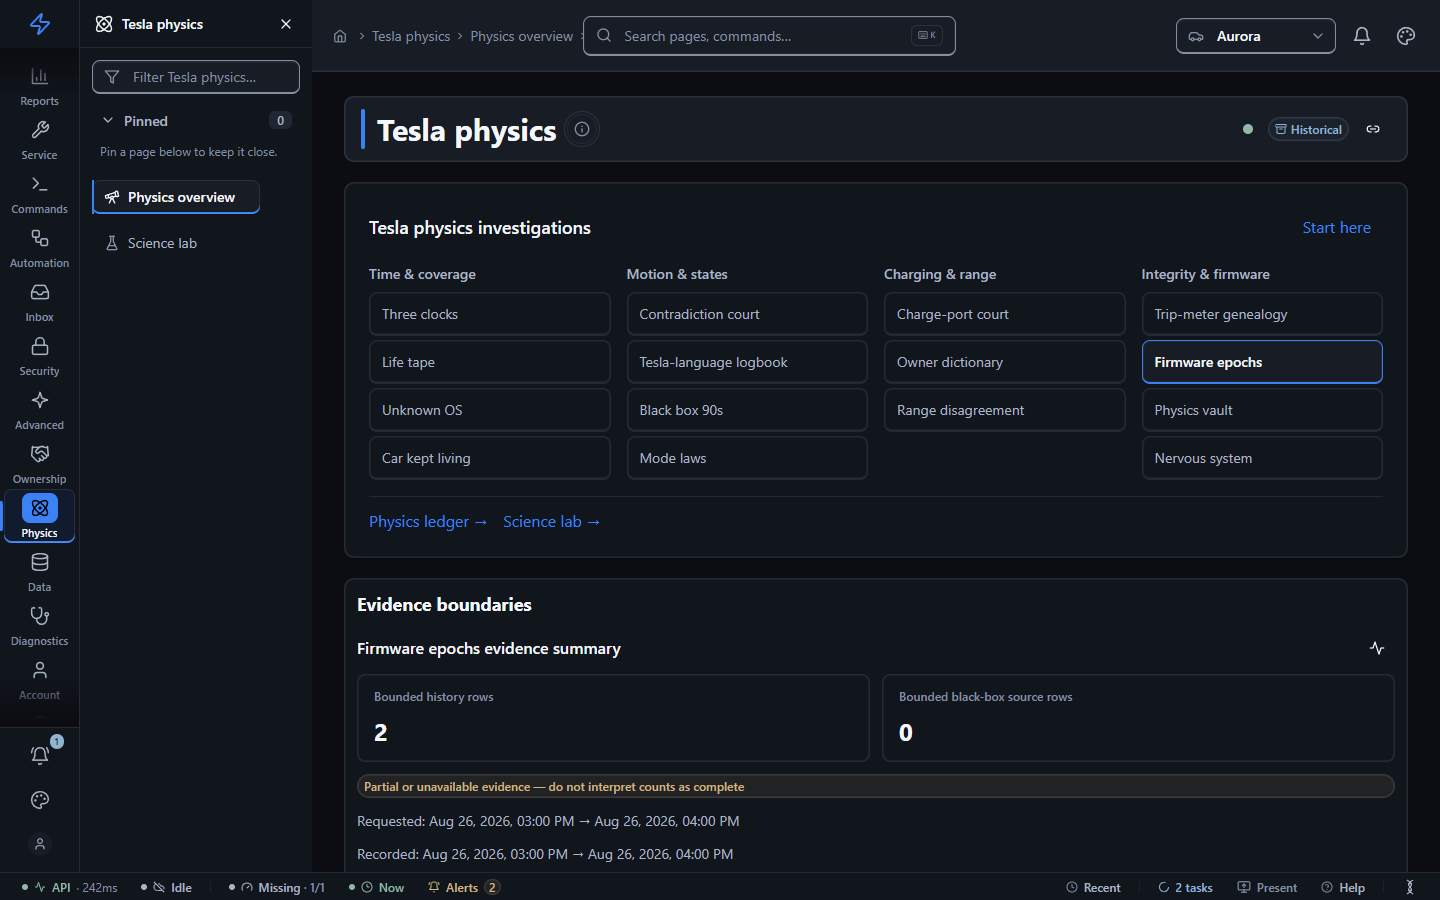 Tesla physics
Tesla physics
Physics overview
Search pages, commands...
K
Aurora
Filter Tesla physics...
Pinned
0
Pin a page below to keep it close.
Physics overview
Science lab
Reports
Service
Commands
Automation
Inbox
Security
Advanced
Ownership
Physics
Data
Diagnostics
Account
1
Tesla physics
Historical
Tesla physics investigations
Start here
Time & coverage
Three clocks
Life tape
Unknown OS
Car kept living
Motion & states
Contradiction court
Tesla-language logbook
Black box 90s
Mode laws
Charging & range
Charge-port court
Owner dictionary
Range disagreement
Integrity & firmware
Trip-meter genealogy
Firmware epochs
Physics vault
Nervous system
Physics ledger →
Science lab →
Evidence boundaries
Firmware epochs evidence summary
Bounded history rows
2
Bounded black-box source rows
0
Partial or unavailable evidence — do not interpret counts as complete
Requested: Aug 26, 2026, 03:00 PM → Aug 26, 2026, 04:00 PM
Recorded: Aug 26, 2026, 03:00 PM → Aug 26, 2026, 04:00 PM
API · 242ms
Idle
Missing · 1/1
Now
Alerts 2
Recent
2 tasks
Present
Help